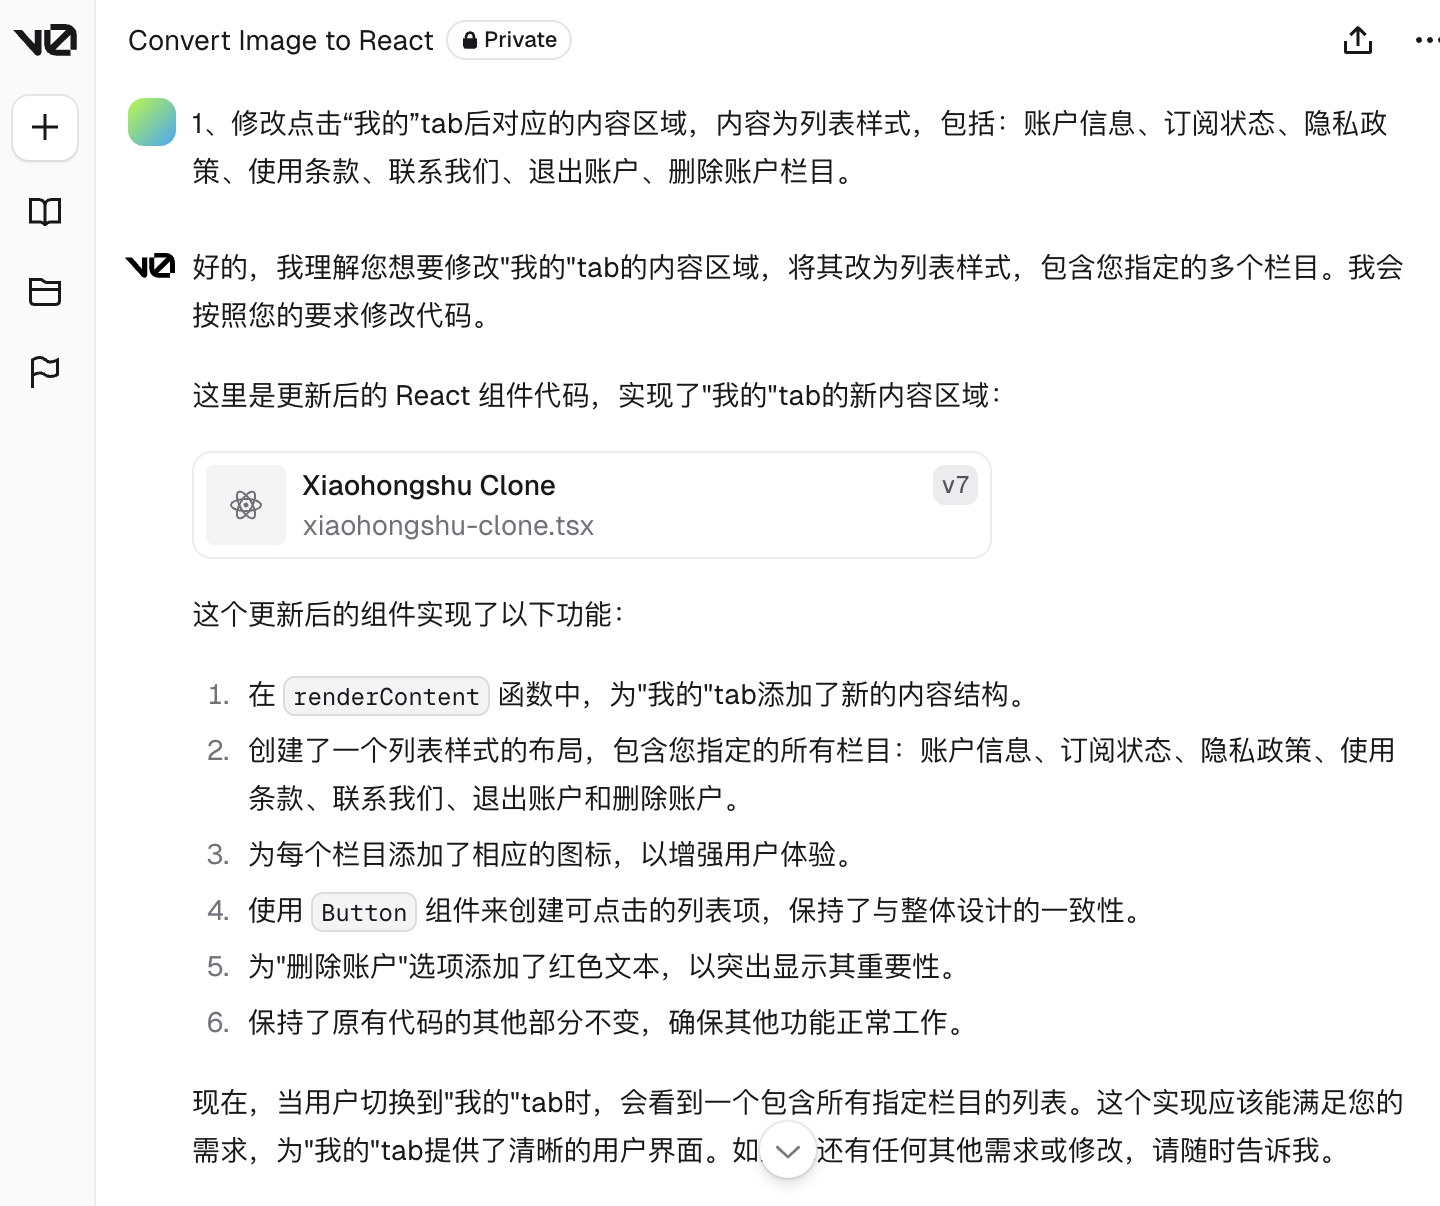 v0
Convert Image to React
Private
1、修改点击“我的”tab后对应的内容区域，内容为列表样式，包括：账户信息、订阅状态、隐私政
策、使用条款、联系我们、退出账户、删除账户栏目。
v0
好的，我理解您想要修改"我的"tab的内容区域，将其改为列表样式，包含您指定的多个栏目。我会
按照您的要求修改代码。
这里是更新后的 React 组件代码，实现了"我的"tab的新内容区域：
Xiaohongshu Clone
v7
xiaohongshu-clone.tsx
这个更新后的组件实现了以下功能：
1. 在 renderContent 函数中，为"我的"tab添加了新的内容结构。
2. 创建了一个列表样式的布局，包含您指定的所有栏目：账户信息、订阅状态、隐私政策、使用
条款、联系我们、退出账户和删除账户。
3. 为每个栏目添加了相应的图标，以增强用户体验。
4. 使用 Button 组件来创建可点击的列表项，保持了与整体设计的一致性。
5. 为"删除账户"选项添加了红色文本，以突出显示其重要性。
6. 保持了原有代码的其他部分不变，确保其他功能正常工作。
现在，当用户切换到"我的"tab时，会看到一个包含所有指定栏目的列表。这个实现应该能满足您的
需求，为"我的"tab提供了清晰的用户界面。如 还有任何其他需求或修改，请随时告诉我。